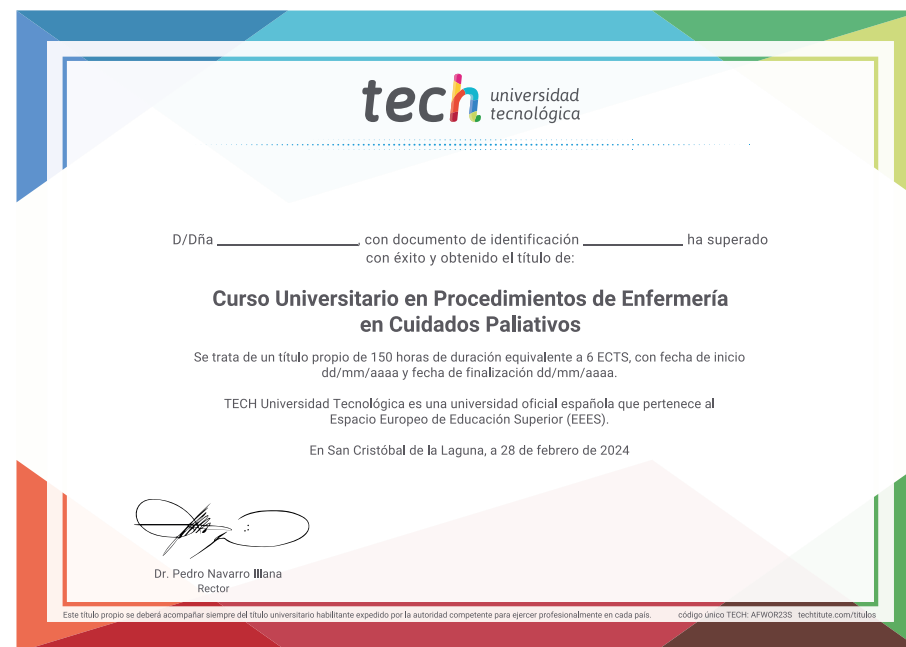 tech universidad
tecnológica
D/Dña ______________, con documento de identificación ______________ ha superado
con éxito y obtenido el título de:
Curso Universitario en Procedimientos de Enfermería
en Cuidados Paliativos
Se trata de un título propio de 150 horas de duración equivalente a 6 ECTS, con fecha de inicio
dd/mm/aaaa y fecha de finalización dd/mm/aaaa.
TECH Universidad Tecnológica es una universidad oficial española que pertenece al
Espacio Europeo de Educación Superior (EEES).
En San Cristóbal de la Laguna, a 28 de febrero de 2024
Dr. Pedro Navarro Illana
Rector
Este título propio se deberá acompañar siempre del título universitario habilitante expedido por la autoridad competente para ejercer profesionalmente en cada país. código único TECH: AFWOR23S techtitute.com/titulos